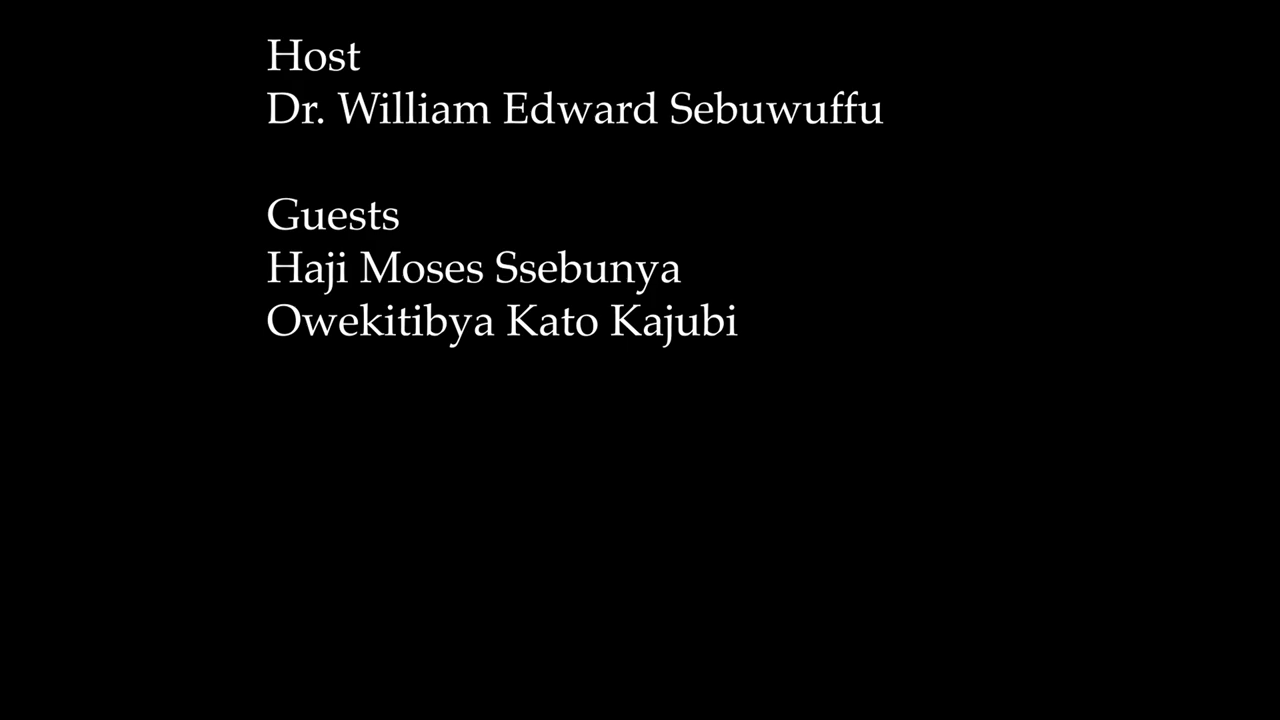 Host
Dr. William Edward Sebuwuffu
Guests
Haji Moses Ssebunya
Owekitibya Kato Kajubi